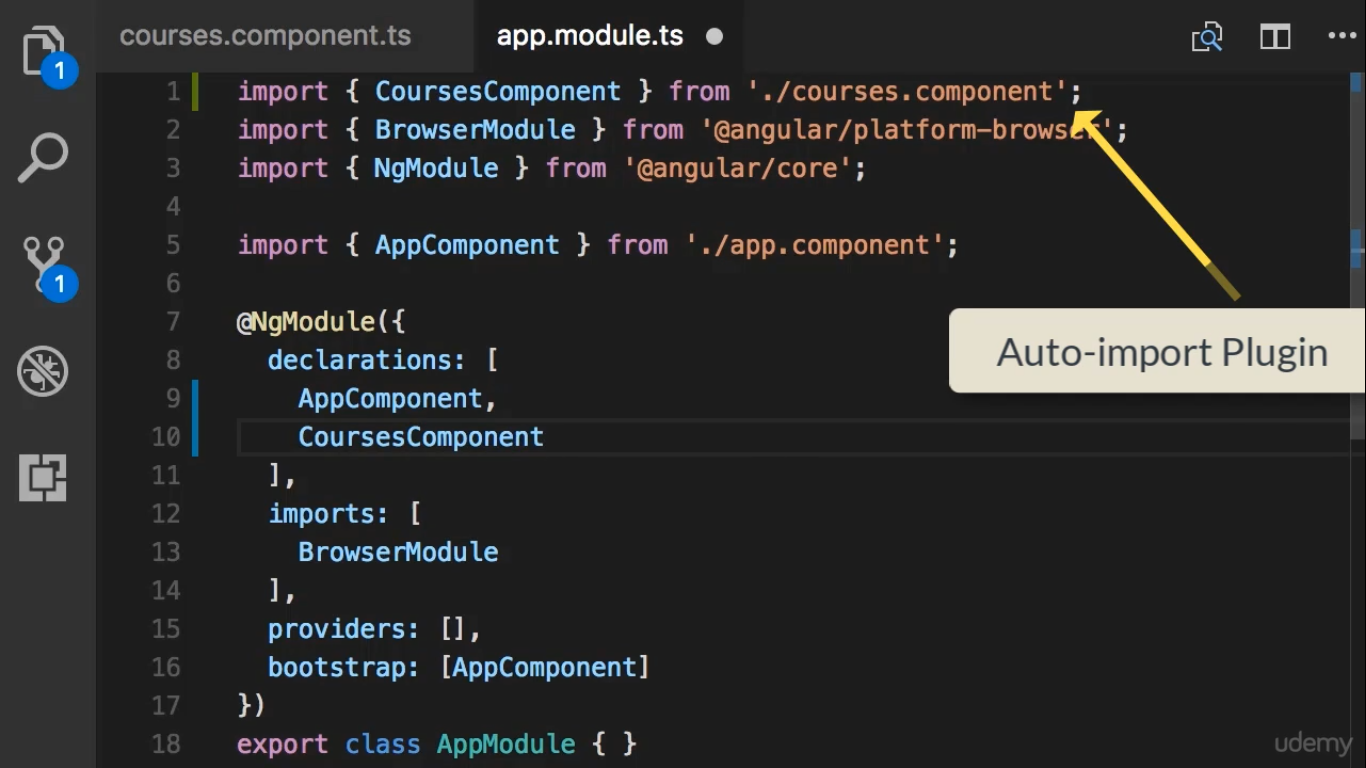 courses.component.ts app.module.ts
1
1 import { CoursesComponent } from './courses.component';
2 import { BrowserModule } from '@angular/platform-browser';
3 import { NgModule } from '@angular/core';
4
5 import { AppComponent } from './app.component';
6
1
7 @NgModule({
Auto-import Plugin
8 declarations: [
9 AppComponent,
10 CoursesComponent
11 ],
12 imports: [
13 BrowserModule
14 ],
15 providers: [],
16 bootstrap: [AppComponent]
17 })
18 export class AppModule { }
udemy